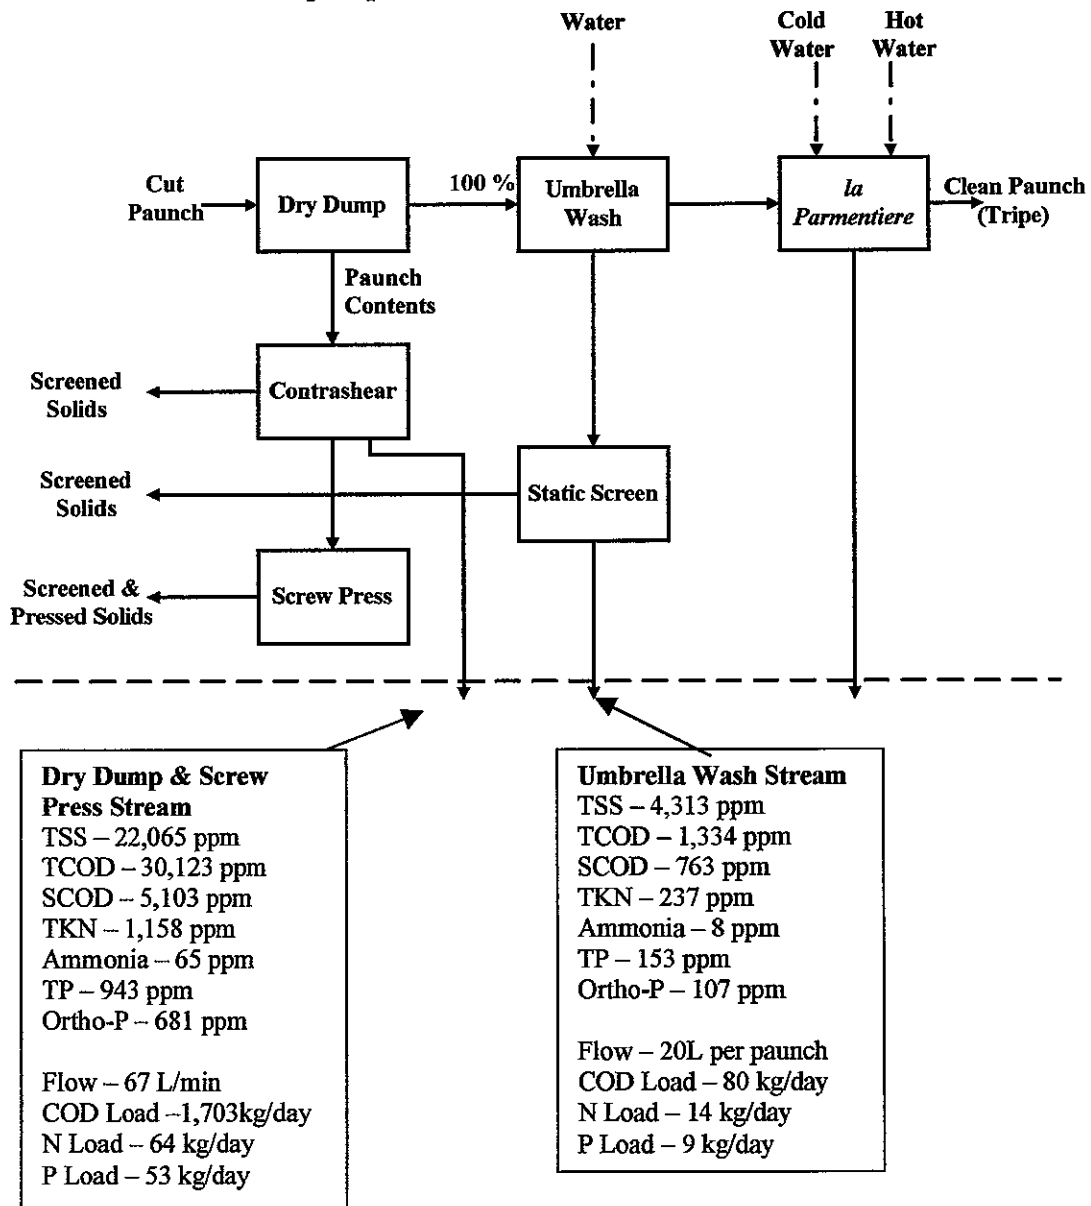 Water
Cold
Water
Hot
Water
Cut
Paunch
Dry Dump
100 %
Umbrella
Wash
la
Parmentiere
Clean Paunch
(Tripe)
Paunch
Contents
Contrashear
Screened
Solids
Screened
Solids
Static Screen
Screened &
Pressed Solids
Screw Press
Dry Dump & Screw
Press Stream
TSS – 22,065 ppm
TCOD – 30,123 ppm
SCOD – 5,103 ppm
TKN – 1,158 ppm
Ammonia – 65 ppm
TP – 943 ppm
Ortho-P – 681 ppm
Flow – 67 L/min
COD Load –1,703kg/day
N Load – 64 kg/day
P Load – 53 kg/day
Umbrella Wash Stream
TSS – 4,313 ppm
TCOD – 1,334 ppm
SCOD – 763 ppm
TKN – 237 ppm
Ammonia – 8 ppm
TP – 153 ppm
Ortho-P – 107 ppm
Flow – 20L per paunch
COD Load – 80 kg/day
N Load – 14 kg/day
P Load – 9 kg/day